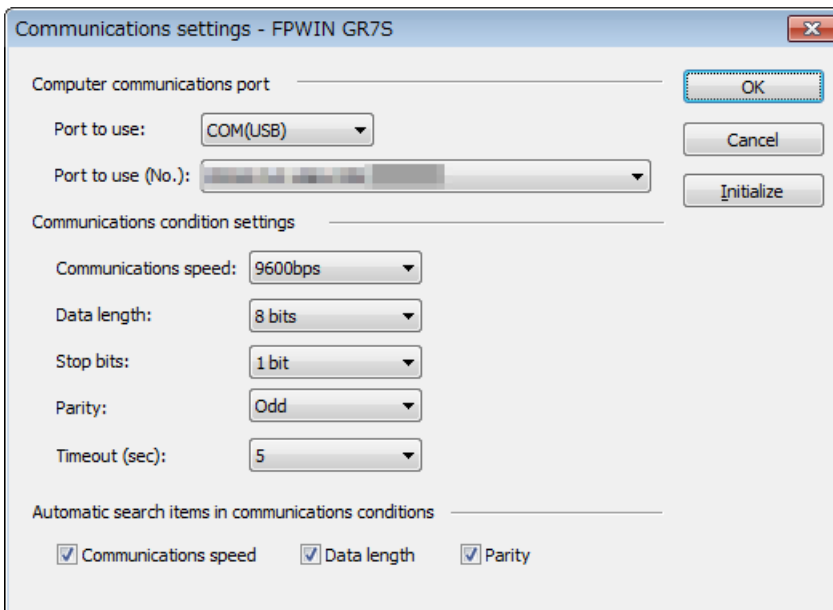 Communications settings - FPWIN GR7S
Computer communications port
OK
Port to use: COM(USB)
Cancel
Port to use (No.):
Initialize
Communications condition settings
Communications speed: 9600bps
Data length: 8 bits
Stop bits: 1 bit
Parity: Odd
Timeout (sec): 5
Automatic search items in communications conditions
Communications speed Data length Parity